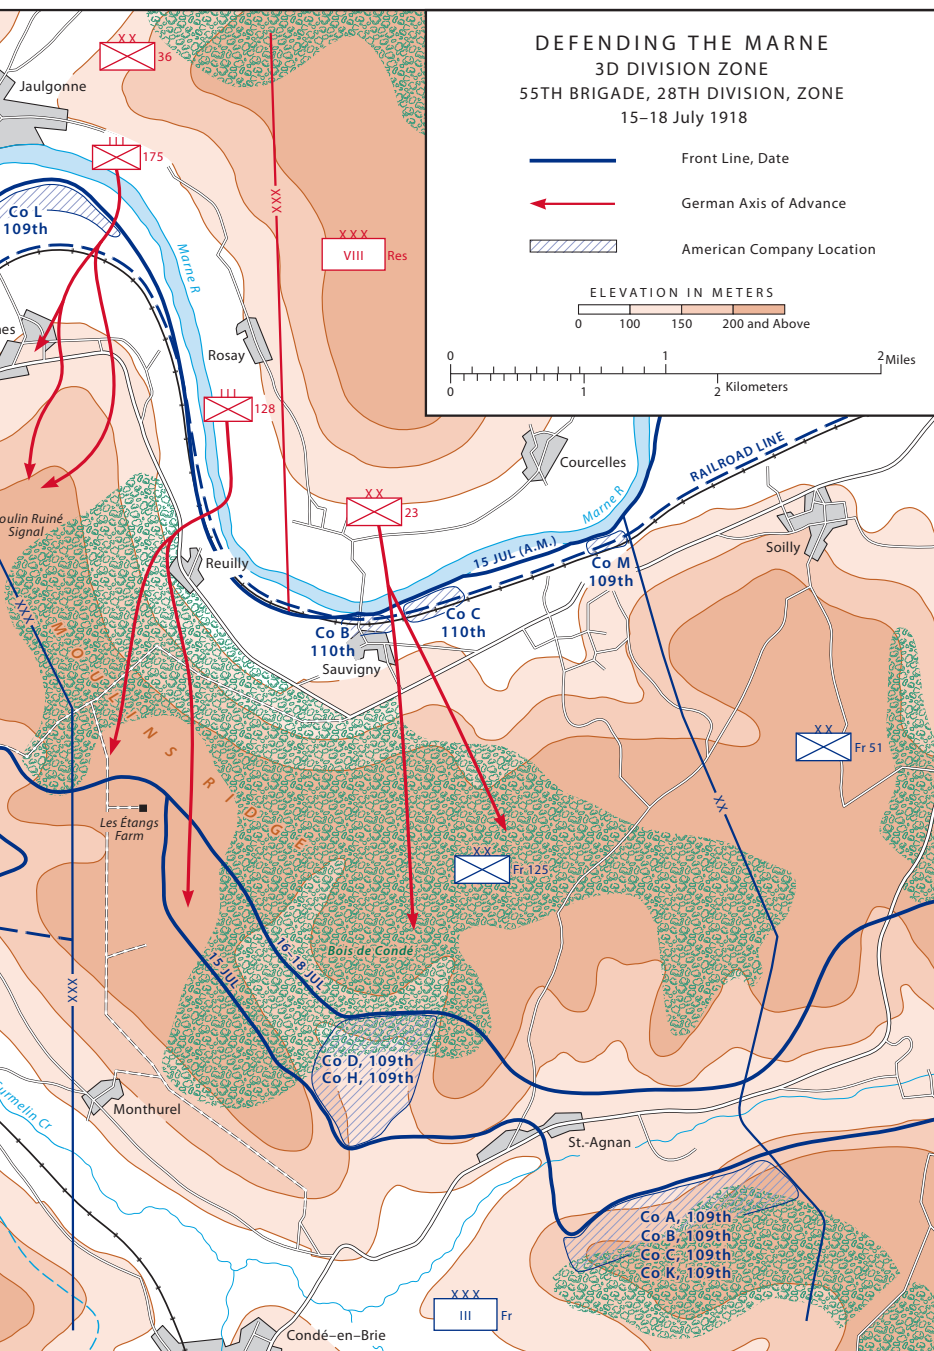 DEFENDING THE MARNE
3D DIVISION ZONE
55TH BRIGADE, 28TH DIVISION, ZONE
15–18 July 1918
Front Line, Date
German Axis of Advance
American Company Location
ELEVATION IN METERS
0 100 150 200 and Above
0 1 2 Miles
0 1 2 Kilometers
XX
36
Jaulgonne
III
175
Co L
109th
Marne R
XXX
XXX
VIII Res
Rosay
III
128
Courcelles
RAILROAD LINE
XX
23
Marne R
Signal
Soilly
15 JUL (A.M.)
Reuilly
Co M
109th
Co C
110th
Co B
110th
Sauvigny
XXX
MOULINS RIDGE
XX
Fr 51
XX
Les Étangs
Farm
XX
Fr 125
Bois de Condé
16–18 JUL
15 JUL
XXX
Co D, 109th
Co H, 109th
Monthurel
Cr
St.-Agnan
Co A, 109th
Co B, 109th
Co C, 109th
Co K, 109th
XXX
III Fr
Condé–en–Brie